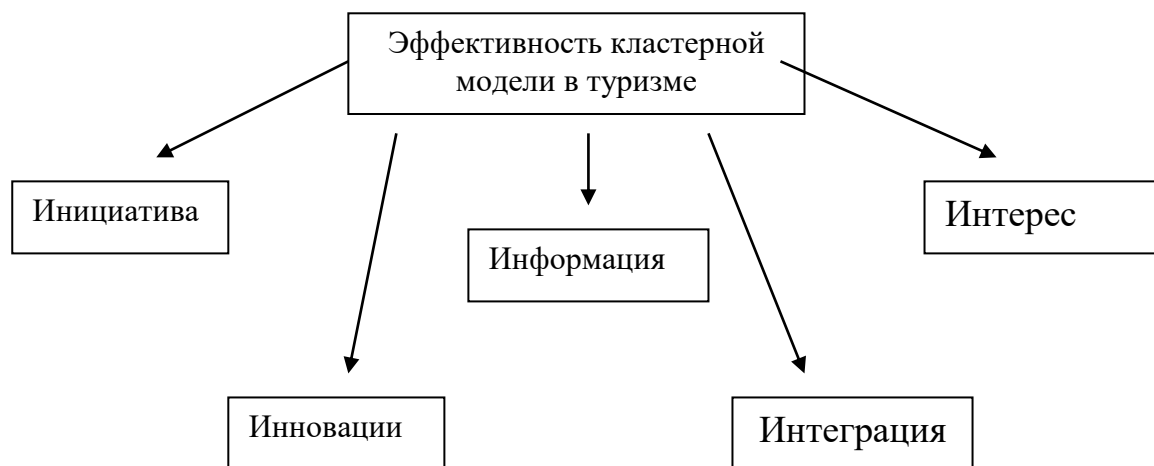 Эффективность кластерной
модели в туризме
Инициатива
Интерес
Информация
Инновации
Интеграция